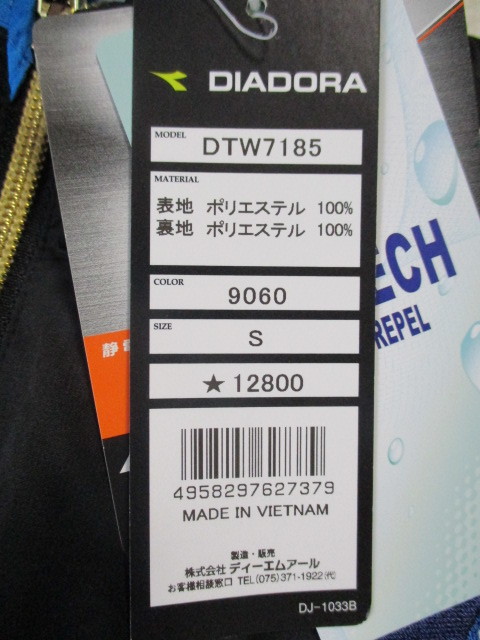 DIADORA
MODEL DTW7185
MATERIAL
表地 ポリエステル 100%
裏地 ポリエステル 100%
COLOR 9060
SIZE S
★12800
4958297627379
MADE IN VIETNAM
製造・販売
株式会社 ディーエムアール
お客様相談窓口 TEL(075)371-1922(代)
DJ-1033B
ECH
REPEL
静